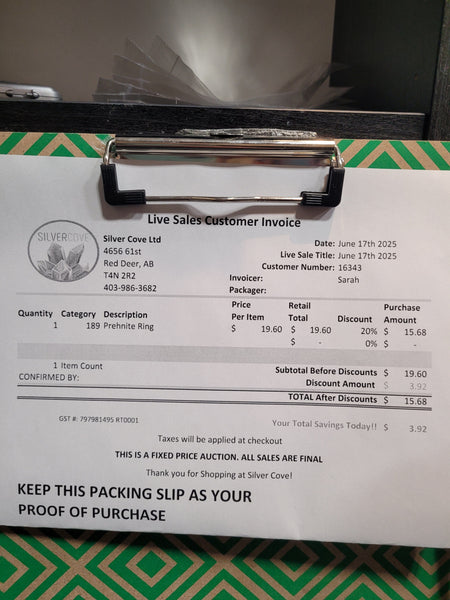 Live Sales Customer Invoice
SILVERCOVE
Silver Cove Ltd
4656 61st
Red Deer, AB
T4N 2R2
403-986-3682
Date: June 17th 2025
Live Sale Title: June 17th 2025
Customer Number: 16343
Invoicer: Sarah
Packager:
Quantity Category Description Price Per Item Retail Total Discount Purchase Amount
1 189 Prehnite Ring $ 19.60 $ 19.60 20% $ 15.68
$ - 0% $ -
1 Item Count
Subtotal Before Discounts $ 19.60
CONFIRMED BY:
Discount Amount $ 3.92
TOTAL After Discounts $ 15.68
GST #: 797981495 RT0001
Your Total Savings Today!! $ 3.92
Taxes will be applied at checkout
THIS IS A FIXED PRICE AUCTION. ALL SALES ARE FINAL
Thank you for Shopping at Silver Cove!
KEEP THIS PACKING SLIP AS YOUR
PROOF OF PURCHASE